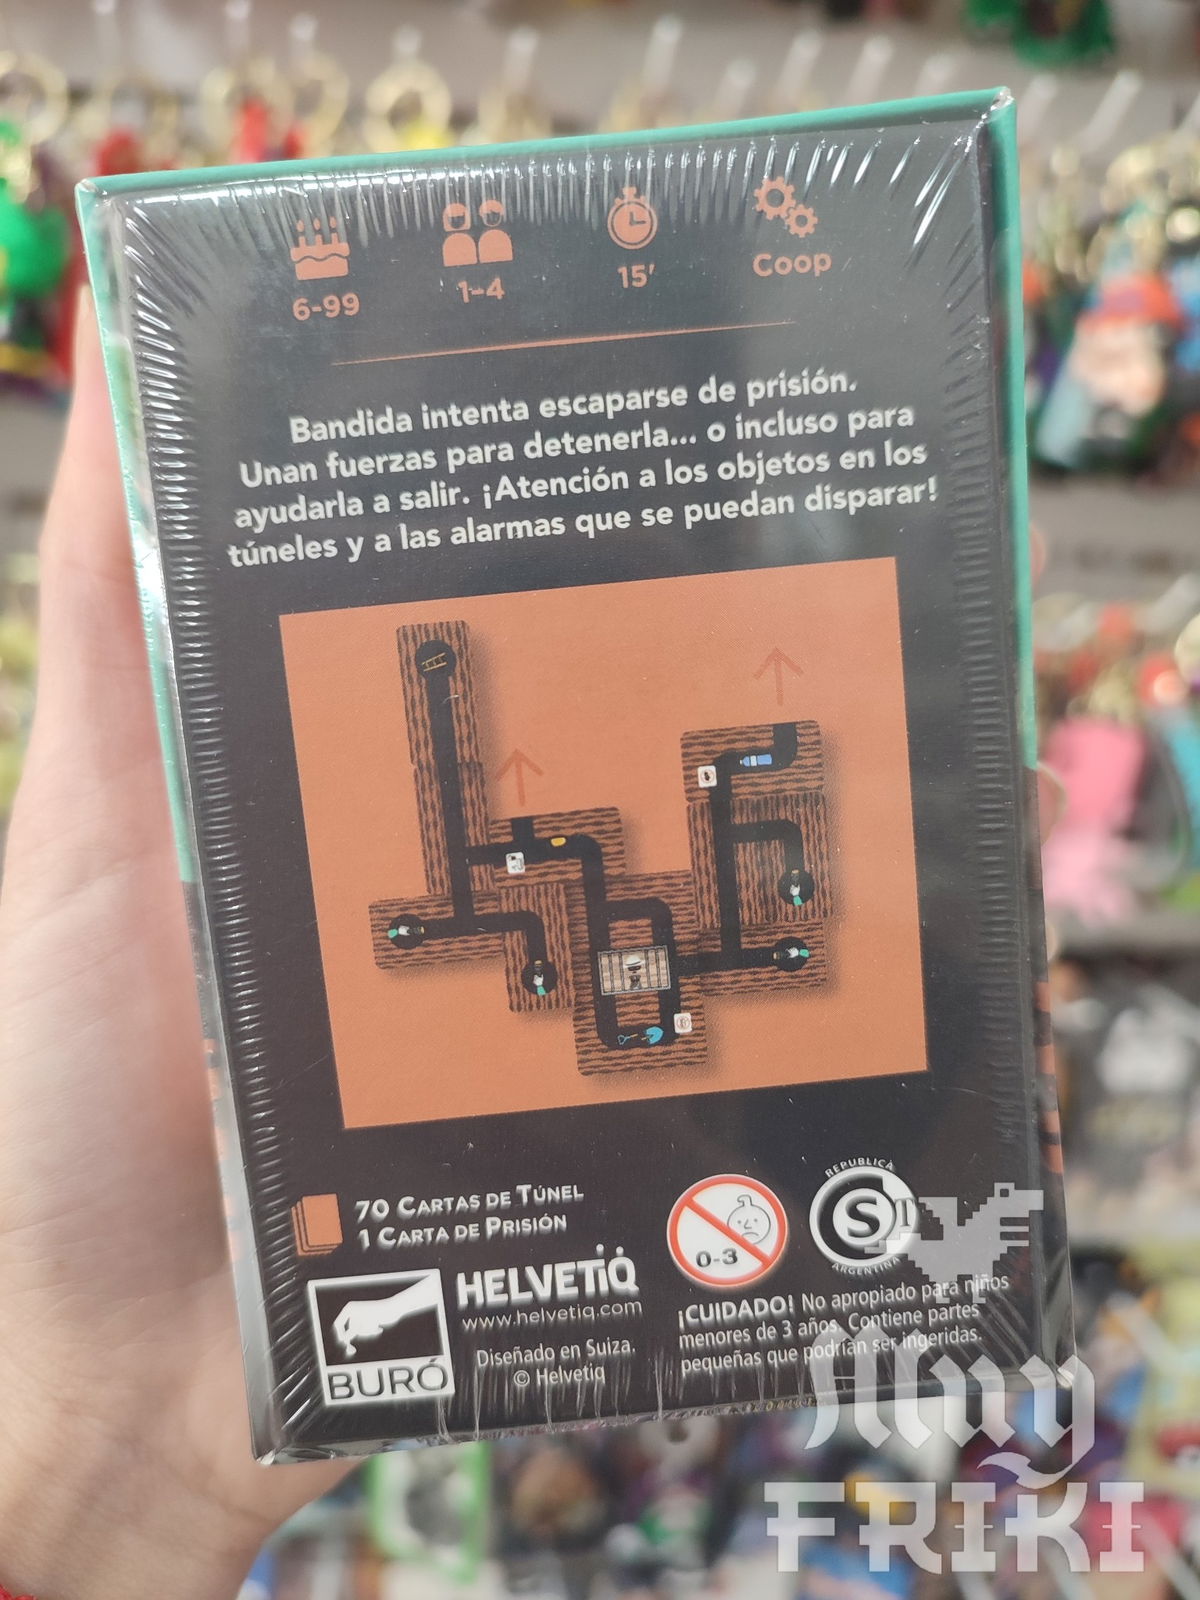 6-99
1-4
15'
Coop
Bandida intenta escaparse de prisión.
Unan fuerzas para detenerla... o incluso para
ayudarla a salir. ¡Atención a los objetos en los
túneles y a las alarmas que se puedan disparar!
70 CARTAS DE TÚNEL
1 CARTA DE PRISIÓN
HELVETIQ
www.helvetiq.com
Diseñado en Suiza.
© Helvetiq
BURÓ
0-3
REPUBLICA
ST
ARGENTINA
¡CUIDADO! No apropiado para niños
menores de 3 años. Contiene partes
pequeñas que podrían ser ingeridas.
Muy
FRIKI